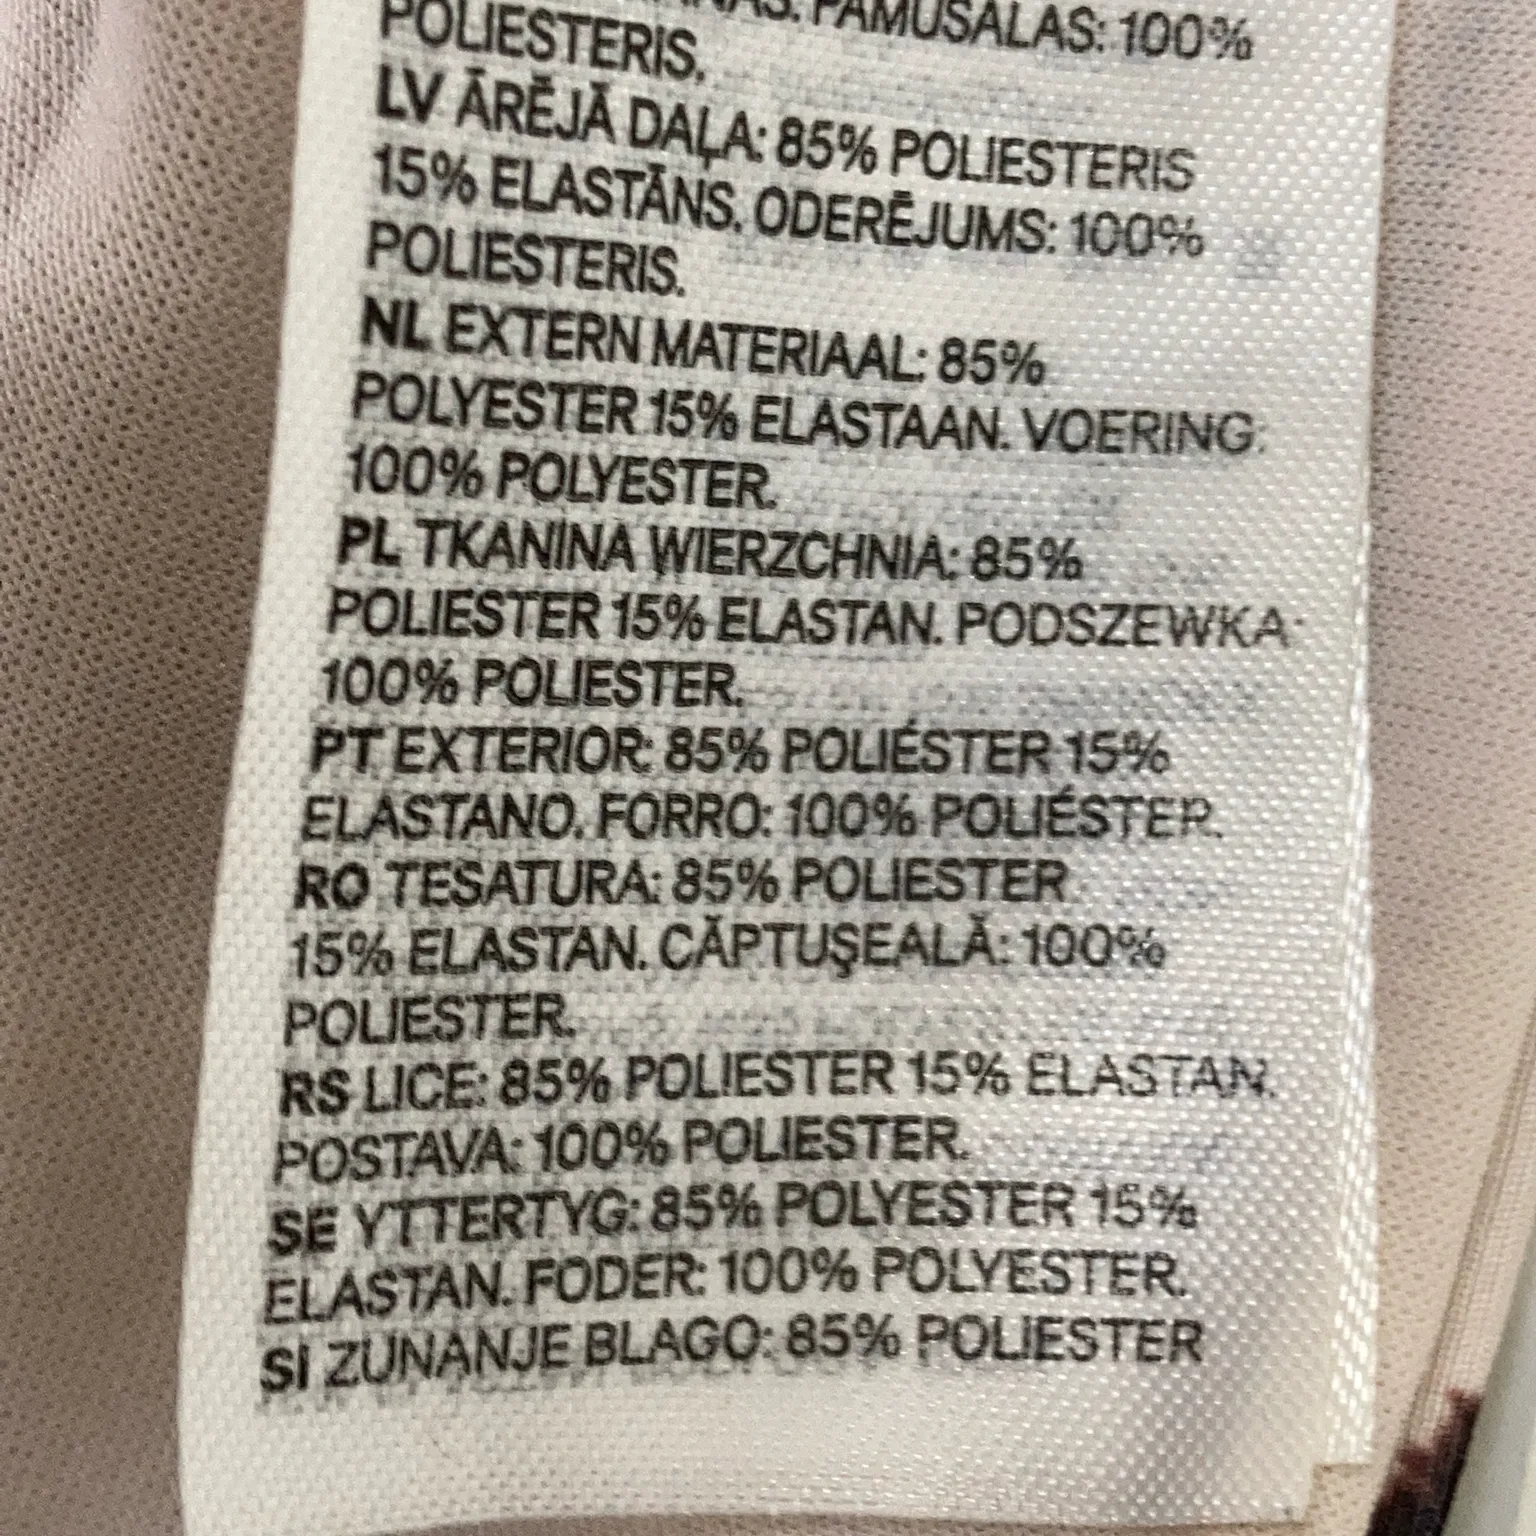 PAMUŠALAS: 100%
POLIESTERIS.
LV ĀRĒJĀ DAĻA: 85% POLIESTERIS
15% ELASTĀNS. ODERĒJUMS: 100%
POLIESTERIS.
NL EXTERN MATERIAAL: 85%
POLYESTER 15% ELASTAAN. VOERING:
100% POLYESTER.
PL TKANINA WIERZCHNIA: 85%
POLIESTER 15% ELASTAN. PODSZEWKA:
100% POLIESTER.
PT EXTERIOR: 85% POLIÉSTER 15%
ELASTANO. FORRO: 100% POLIÉSTER.
RO TESATURA: 85% POLIESTER
15% ELASTAN. CĂPTUŞEALĂ: 100%
POLIESTER.
RS LICE: 85% POLIESTER 15% ELASTAN.
POSTAVA: 100% POLIESTER.
SE YTTERTYG: 85% POLYESTER 15%
ELASTAN. FODER: 100% POLYESTER.
SI ZUNANJE BLAGO: 85% POLIESTER